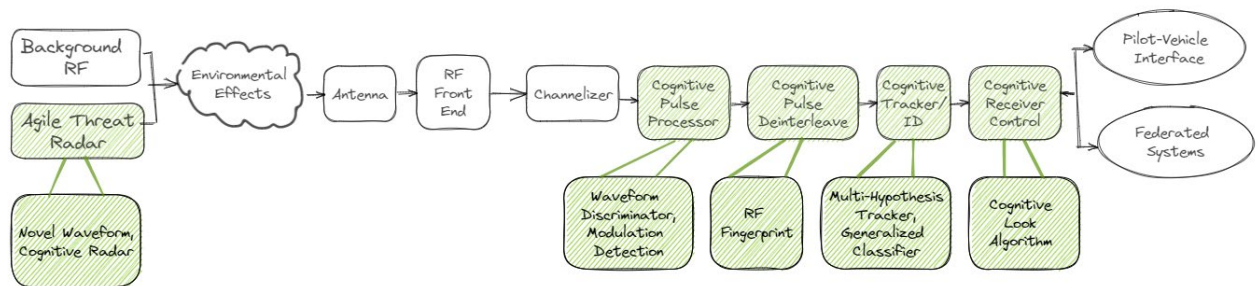 Background
RF
Agile Threat
Radar
Novel Waveform,
Cognitive Radar
Environmental
Effects
Antenna
RF
Front
End
Channelizer
Cognitive
Pulse
Processor
Waveform
Discriminator,
Modulation
Detection
Cognitive
Pulse
Deinterleave
RF
Fingerprint
Cognitive
Tracker/
ID
Multi-Hypothesis
Tracker,
Generalized
Classifier
Cognitive
Receiver
Control
Cognitive
Look
Algorithm
Pilot-Vehicle
Interface
Federated
Systems